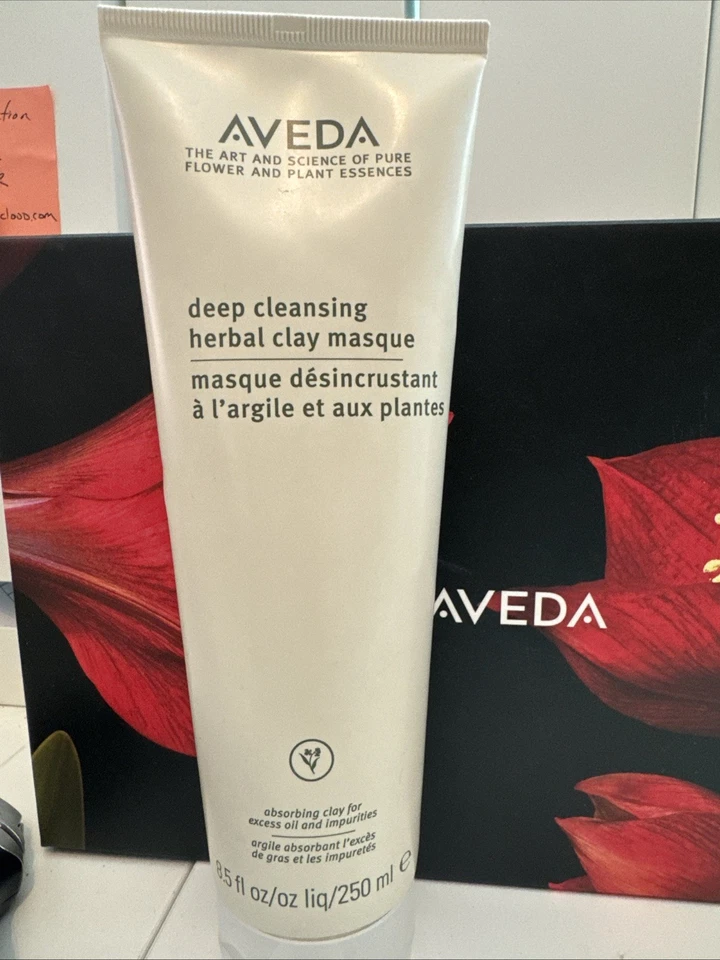 AVEDA
THE ART AND SCIENCE OF PURE
FLOWER AND PLANT ESSENCES
deep cleansing
herbal clay masque
masque désincrustant
à l'argile et aux plantes
absorbing clay for
excess oil and impurities
argile absorbant l'excès
de gras et les impuretés
8.5 fl oz/oz liq/250 ml ℮
AVEDA
cloud.com